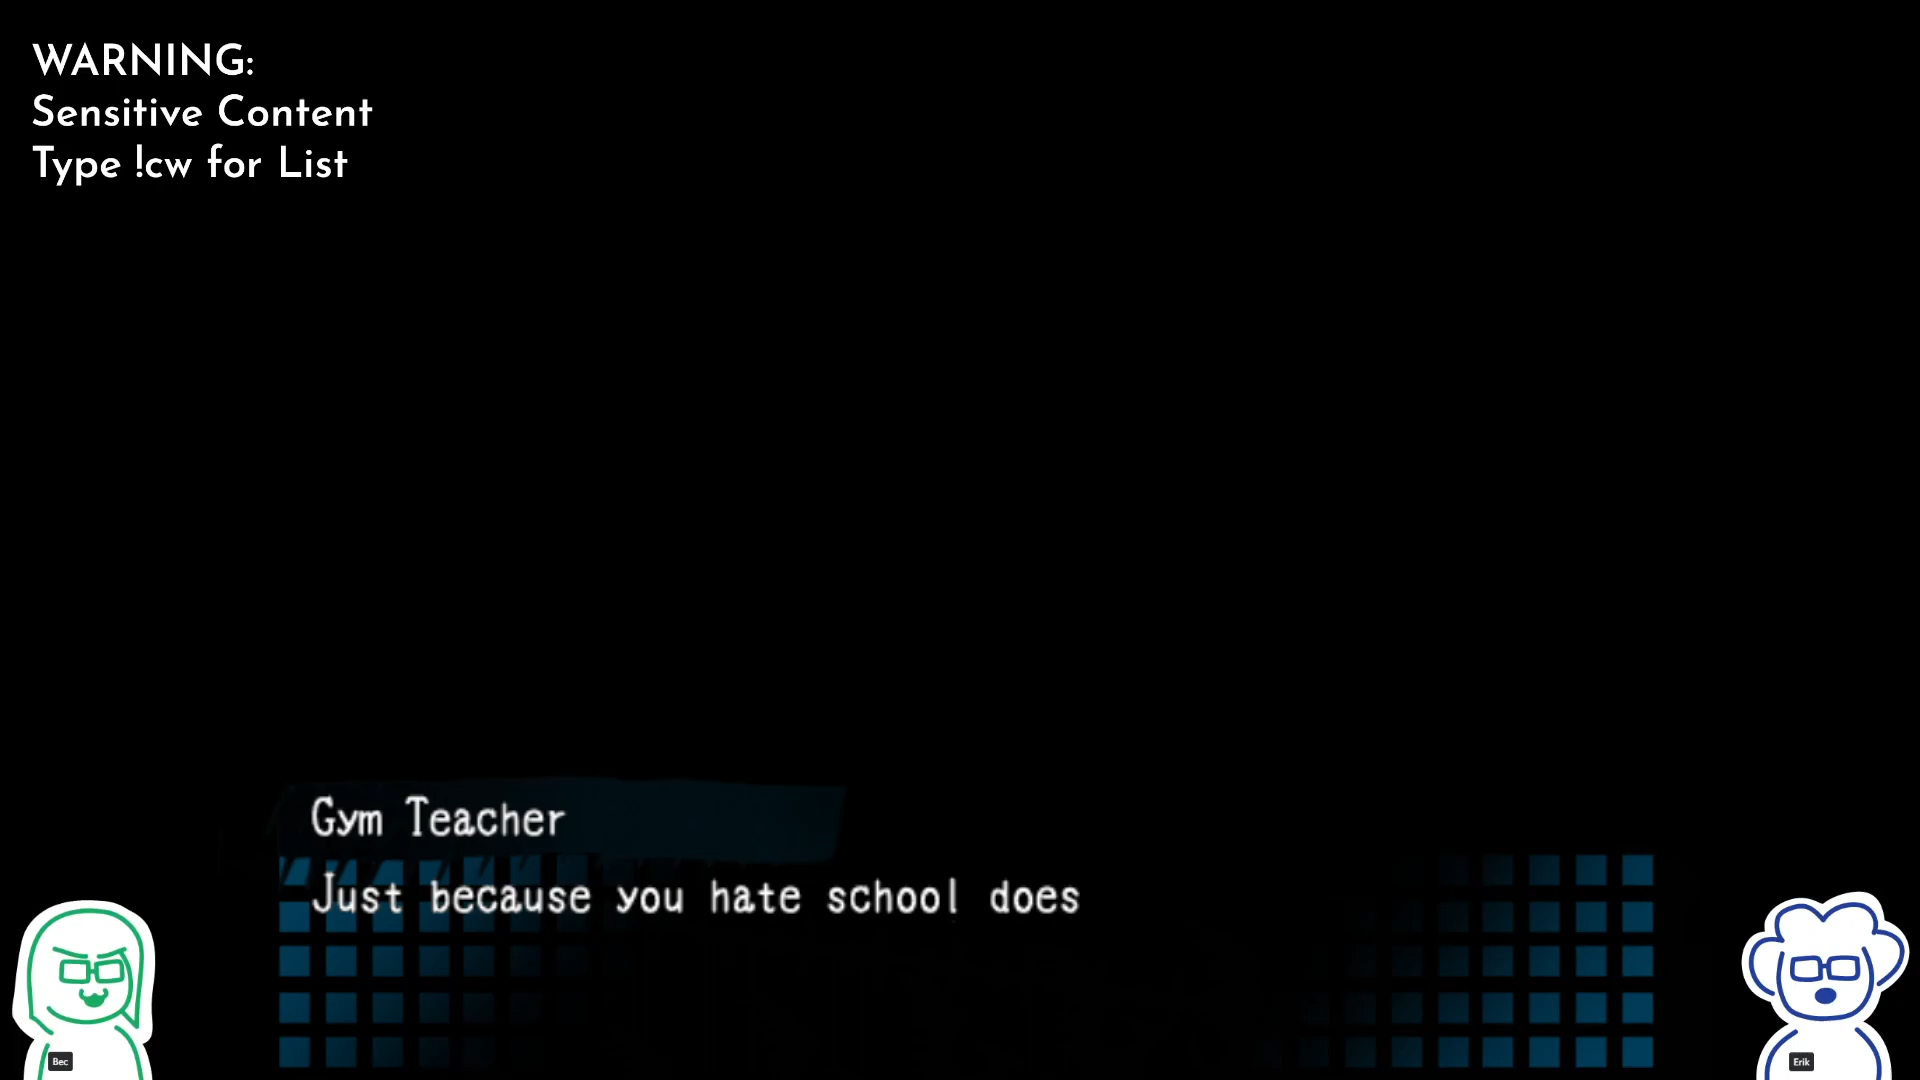 WARNING:
Sensitive Content
Type !cw for List
Gym Teacher
Just because you hate school does
Bec
Erik